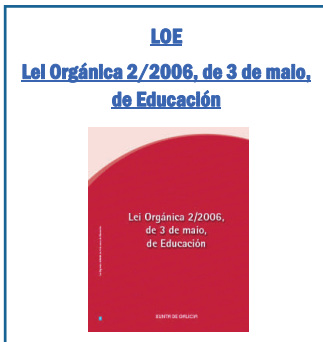 LOE
Lei Orgánica 2/2006, de 3 de maio,
de Educación
Lei Orgánica 2/2006,
de 3 de maio,
de Educación
XUNTA DE GALICIA